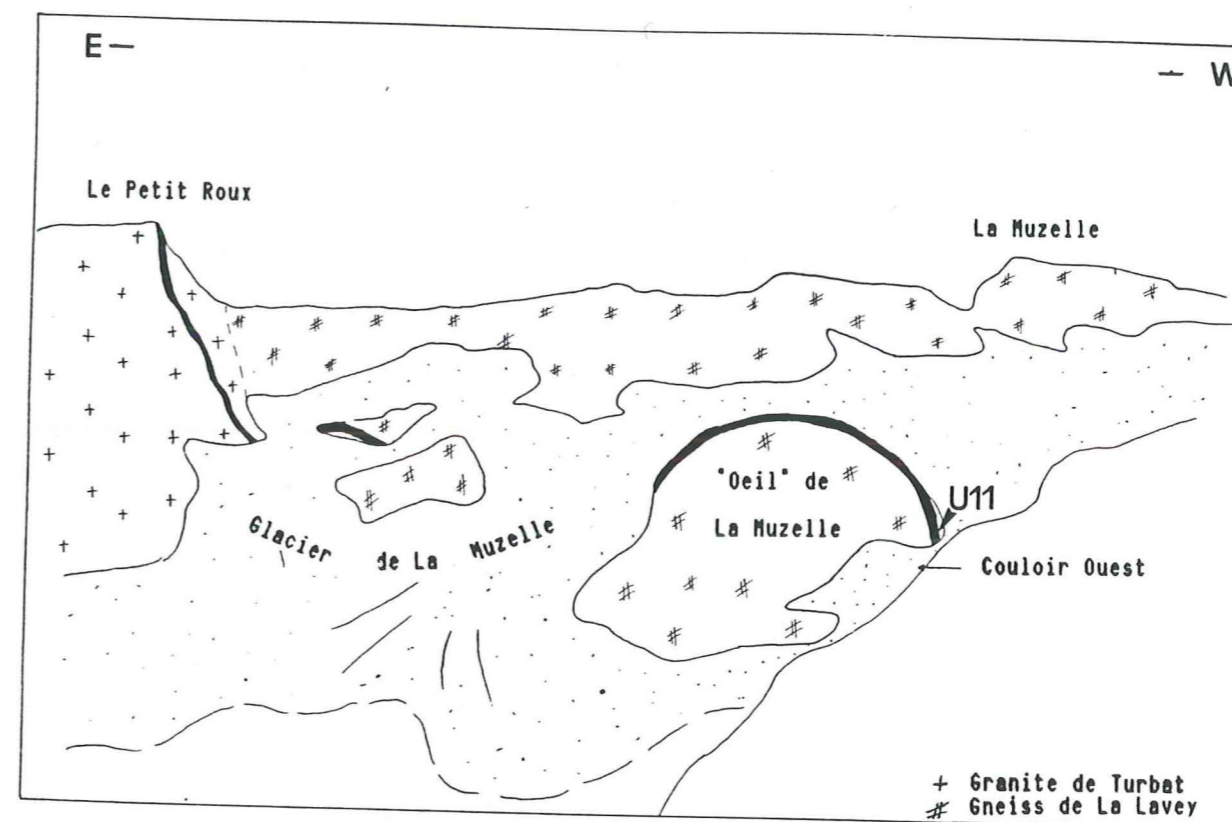 E—
— W
Le Petit Roux
La Muzelle
"Oeil" de
La Muzelle
U11
Glacier de La Muzelle
Couloir Ouest
+ Granite de Turbat
# Gneiss de La Lavey